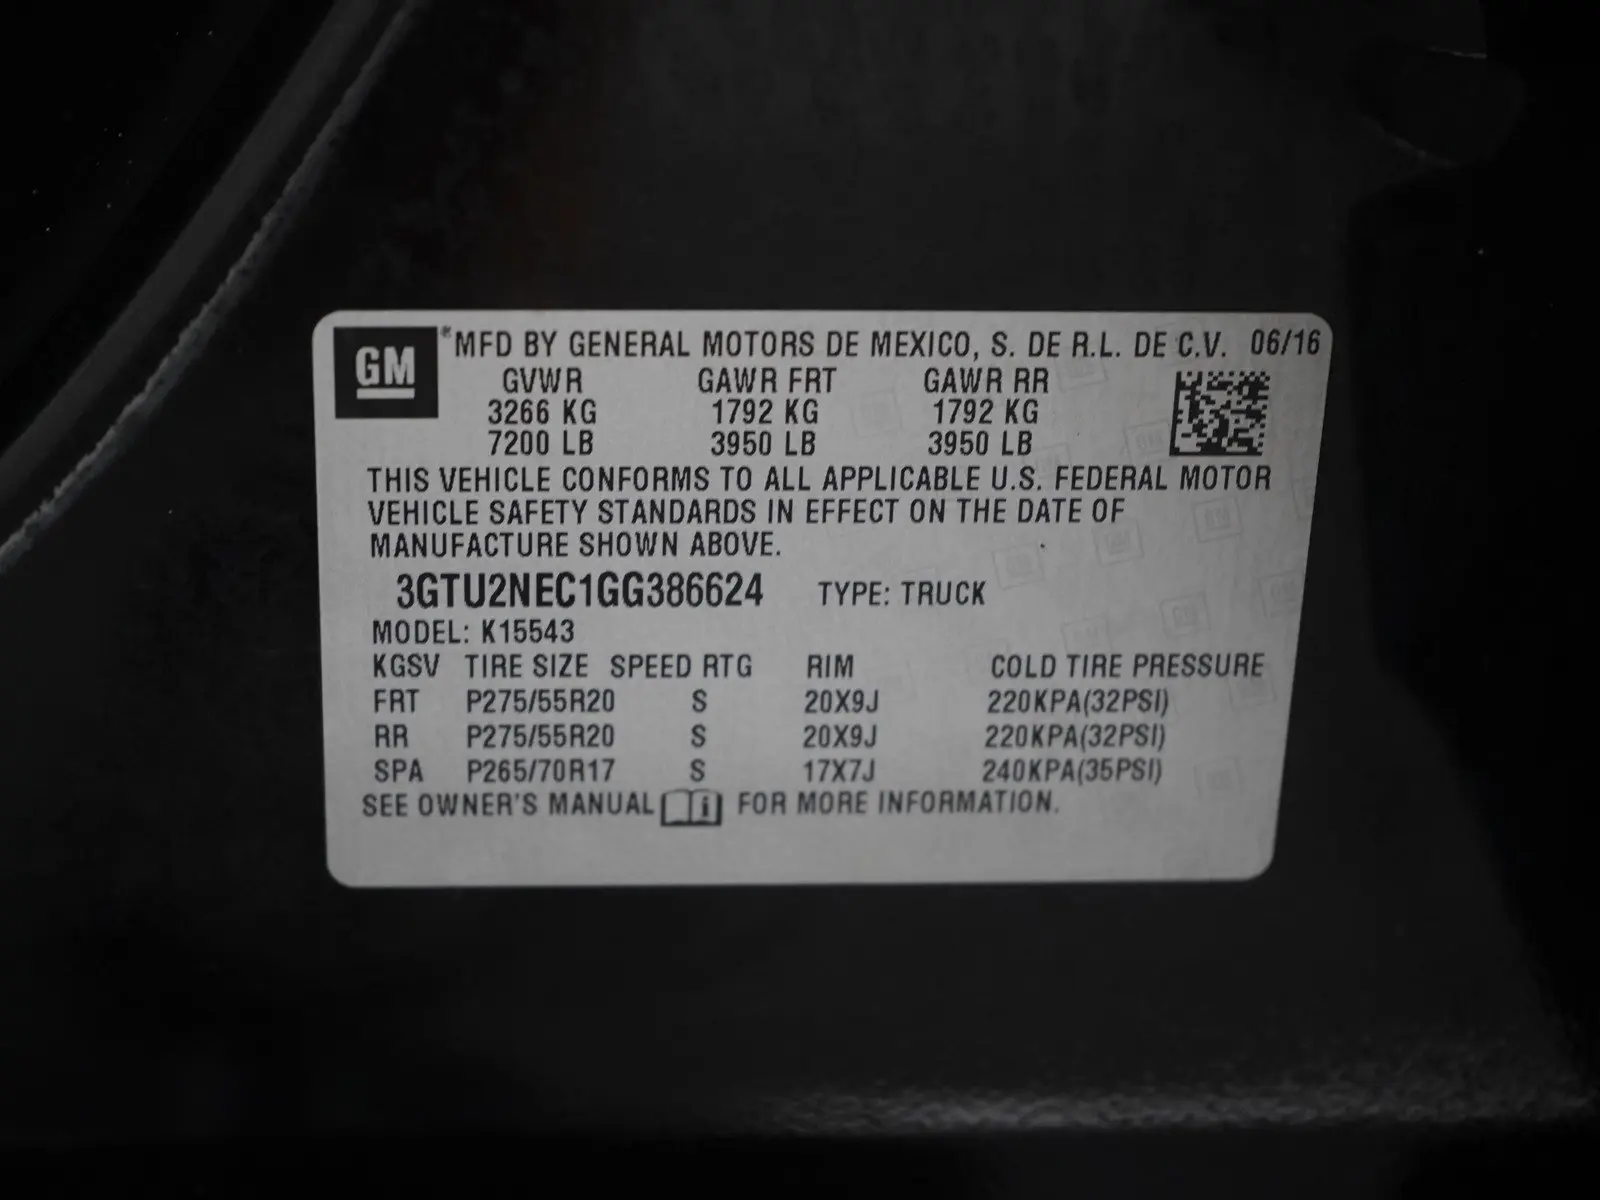 GM ®MFD BY GENERAL MOTORS DE MEXICO, S. DE R.L. DE C.V. 06/16
GVWR GAWR FRT GAWR RR
3266 KG 1792 KG 1792 KG
7200 LB 3950 LB 3950 LB
THIS VEHICLE CONFORMS TO ALL APPLICABLE U.S. FEDERAL MOTOR
VEHICLE SAFETY STANDARDS IN EFFECT ON THE DATE OF
MANUFACTURE SHOWN ABOVE.
3GTU2NEC1GG386624 TYPE: TRUCK
MODEL: K15543
KGSV TIRE SIZE SPEED RTG RIM COLD TIRE PRESSURE
FRT P275/55R20 S 20X9J 220KPA(32PSI)
RR P275/55R20 S 20X9J 220KPA(32PSI)
SPA P265/70R17 S 17X7J 240KPA(35PSI)
SEE OWNER'S MANUAL i FOR MORE INFORMATION.